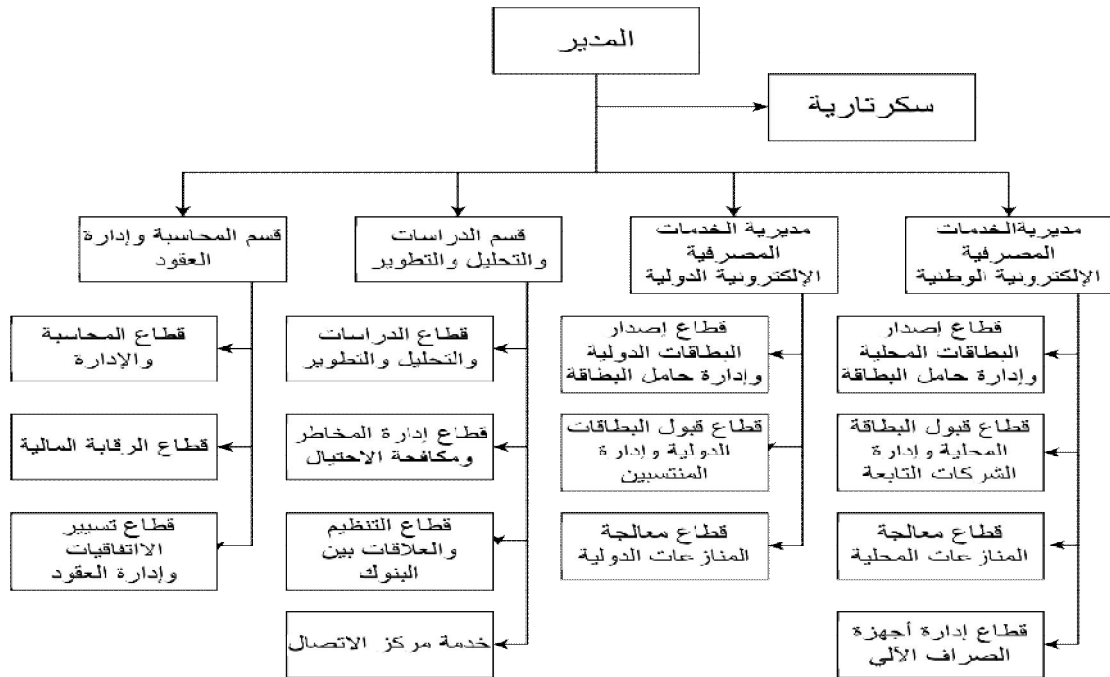 المدير
سكرتارية
مديرية الخدمات
المصرفية
الإلكترونية الوطنية
مديرية الخدمات
المصرفية
الإلكترونية الدولية
قسم الدراسات
والتحليل والتطوير
قسم المحاسبة وإدارة
العقود
قطاع إصدار
البطاقات المحلية
وإدارة حامل البطاقة
قطاع إصدار
البطاقات الدولية
وإدارة حامل البطاقة
قطاع الدراسات
والتحليل والتطوير
قطاع المحاسبة
والإدارة
قطاع قبول البطاقة
المحلية وإدارة
الشركات التابعة
قطاع قبول البطاقات
الدولية وإدارة
المنتسبين
قطاع إدارة المخاطر
ومكافحة الاحتيال
قطاع الرقابة المالية
قطاع معالجة
المنازعات المحلية
قطاع معالجة
المنازعات الدولية
قطاع التنظيم
والعلاقات بين
البنوك
قطاع تسيير
الااتفاقيات
وإدارة العقود
قطاع إدارة أجهزة
الصراف الألي
خدمة مركز الاتصال